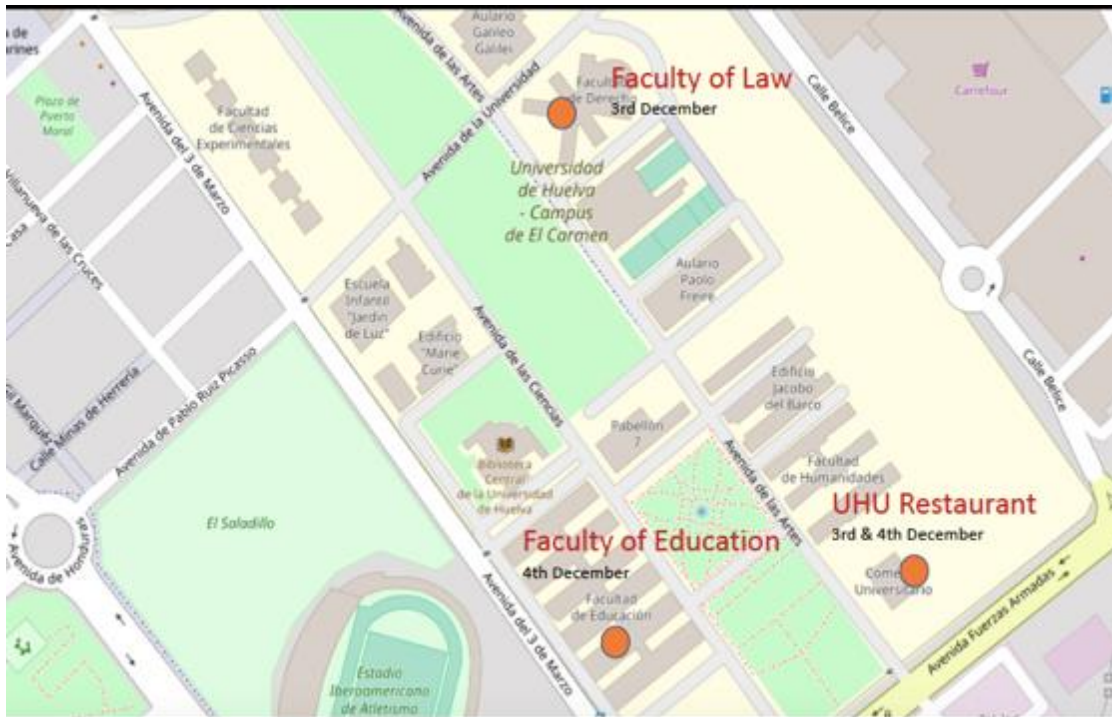 Aulario
Galileo
Galilei
Avenida de las Artes
Avenida de la Universidad
Faculty of Law
3rd December
Facultad
de Derecho
Carrefour
Calle Belice
Plaza de
Puerto
Moral
Avenida del 3 de Marzo
Facultad
de Ciencias
Experimentales
Universidad
de Huelva
- Campus
de El Carmen
Villanueva de las Cruces
Casa
Aulario
Paolo
Freire
Escuela
Infantil
"Jardín
de Luz"
Edificio
"Marie
Curie"
Avenida de las Ciencias
Calle Belice
Edificio
Jacobo
del Barco
Calle Minas de Herrería
Avenida de Pablo Ruiz Picasso
Pabellón
7
Avenida de las Artes
Biblioteca
Central
de la Universidad
de Huelva
Facultad
de Humanidades
UHU Restaurant
3rd & 4th December
El Saladillo
Avenida de Honduras
Faculty of Education
4th December
Facultad
de Educación
Universitario
Avenida del 3 de Marzo
Avenida Fuerzas Armadas
Estadio
Iberoamericano
de Atletismo